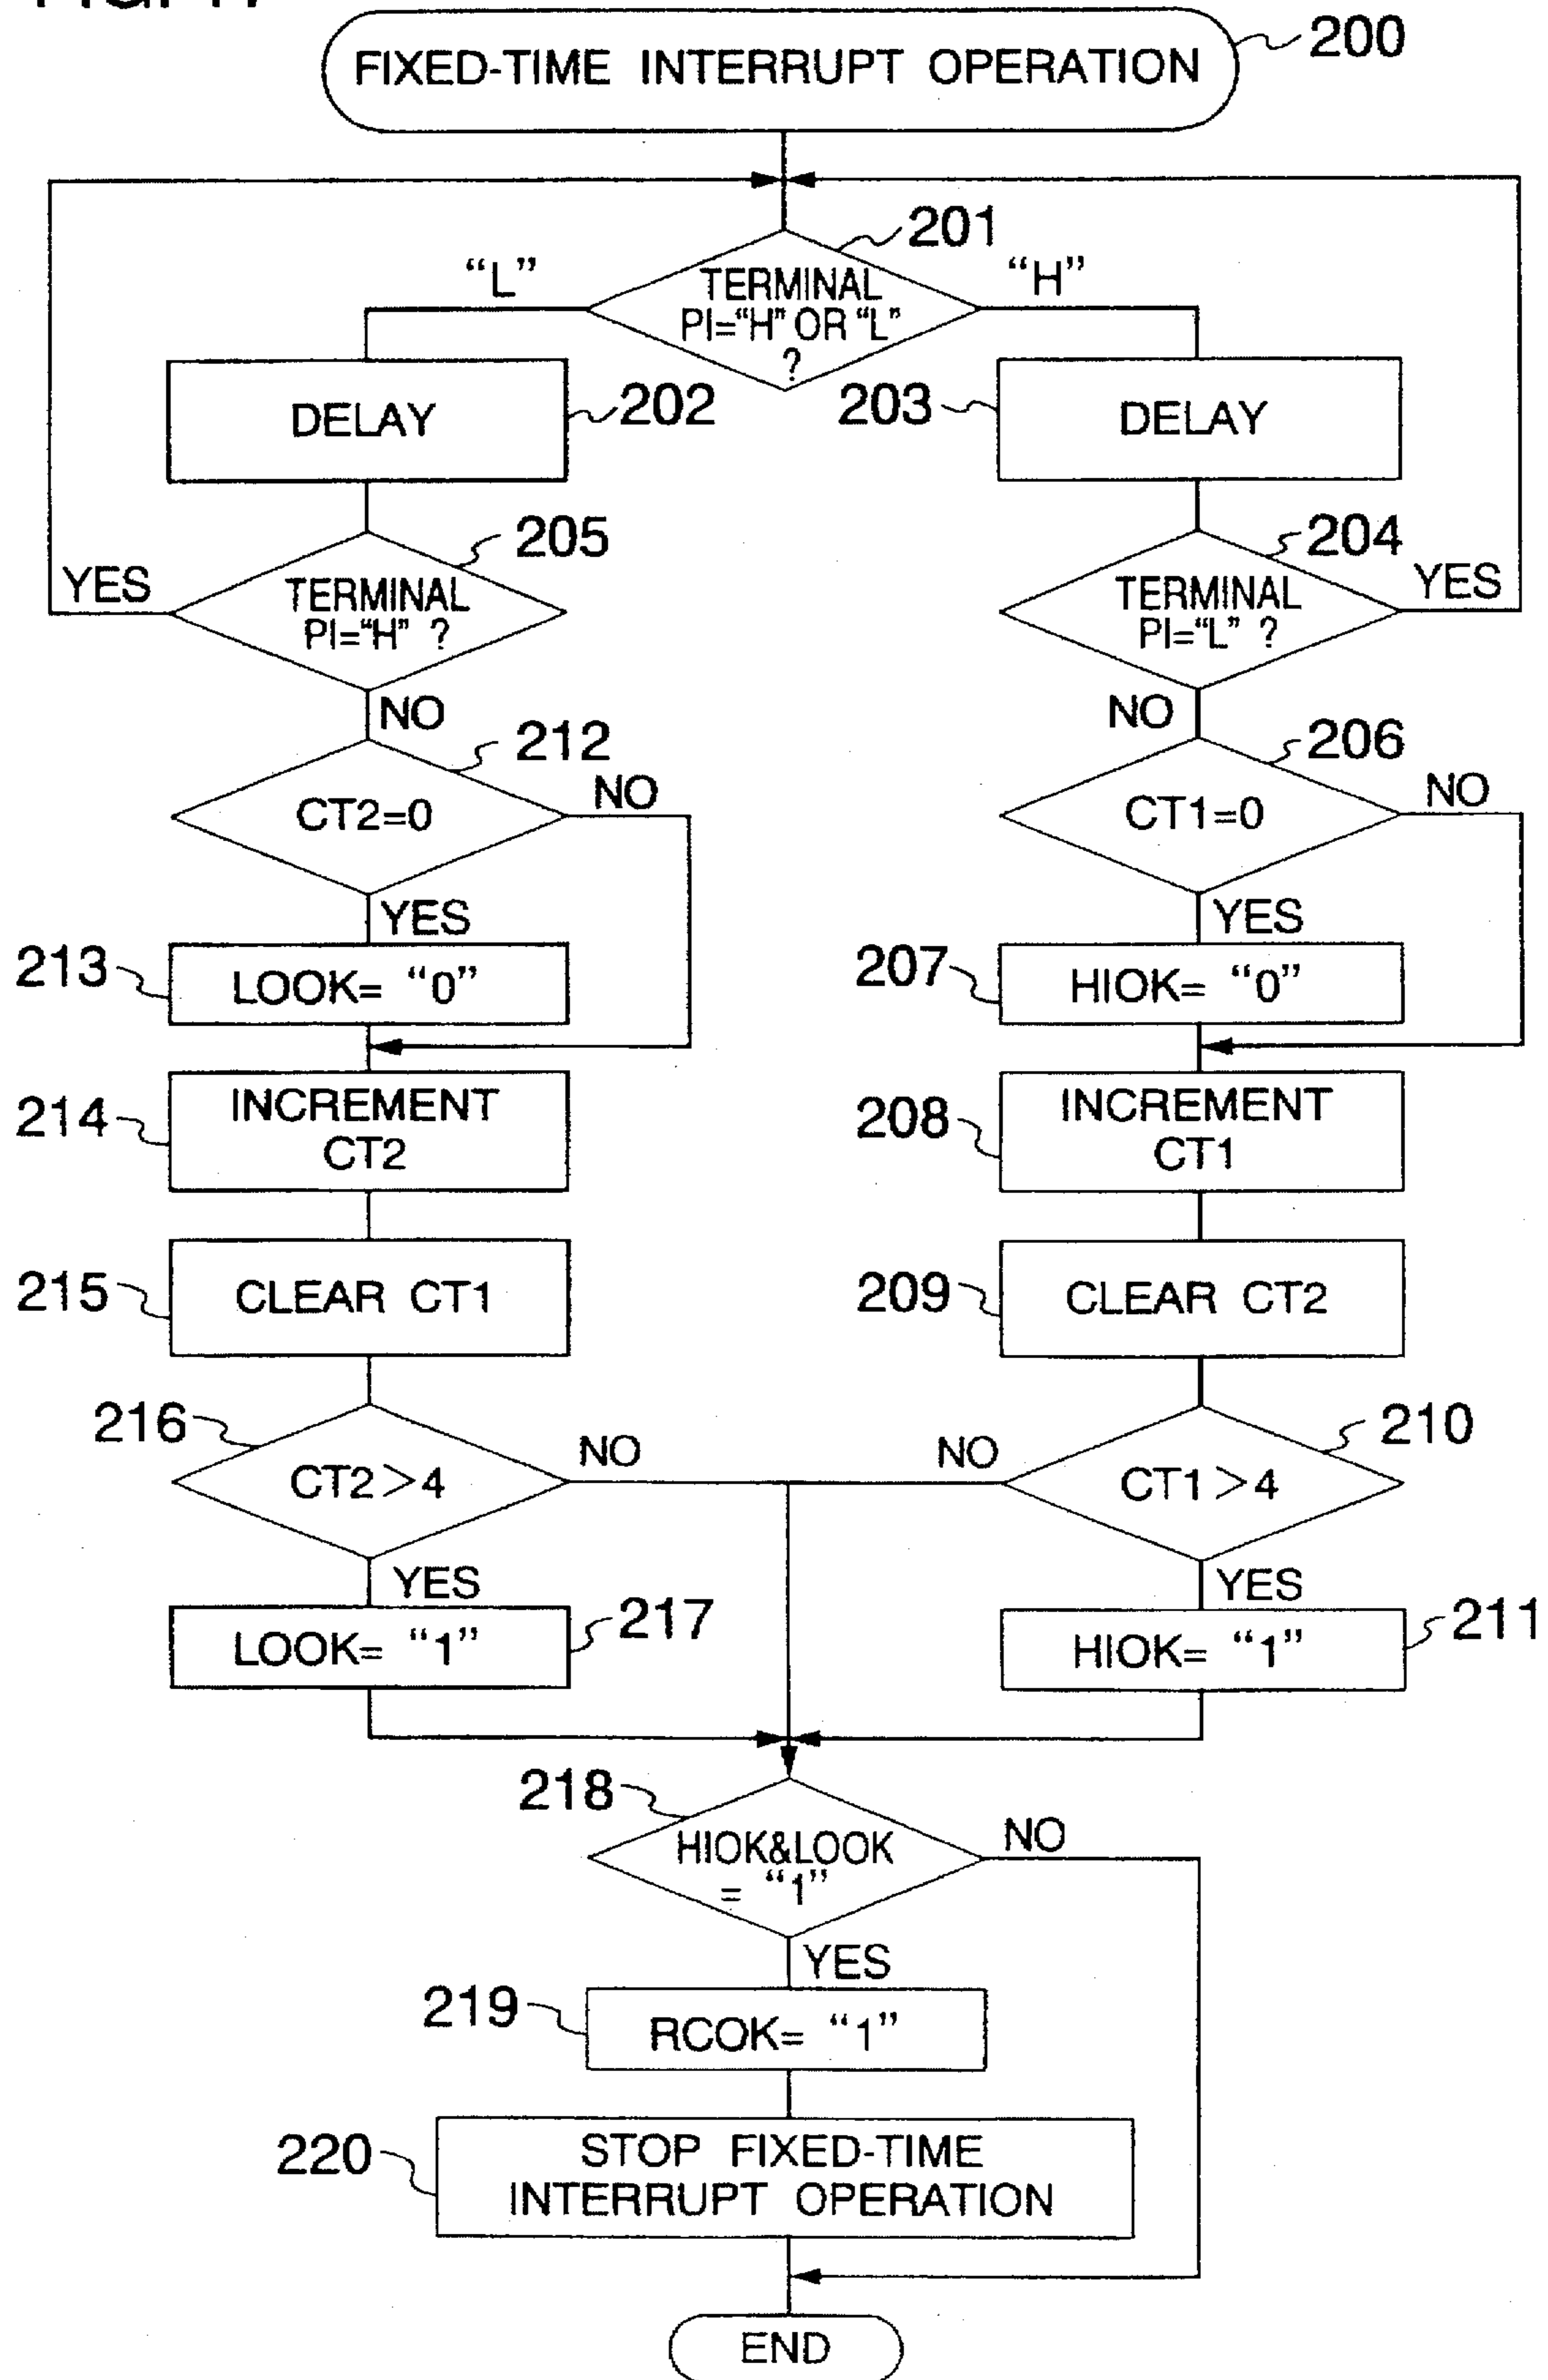 FIXED-TIME INTERRUPT OPERATION
200
201
"L"
TERMINAL
PI="H" OR "L"
?
"H"
DELAY
202
203
DELAY
205
204
YES
TERMINAL
PI="H" ?
TERMINAL
PI="L" ?
YES
NO
NO
212
206
CT2=0
NO
CT1=0
NO
YES
YES
213
LOOK= "0"
207
HIOK= "0"
214
INCREMENT
CT2
208
INCREMENT
CT1
215
CLEAR CT1
209
CLEAR CT2
216
210
CT2>4
NO
NO
CT1>4
YES
YES
LOOK= "1"
217
HIOK= "1"
211
218
HIOK&LOOK
= "1"
NO
YES
219
RCOK= "1"
220
STOP FIXED-TIME
INTERRUPT OPERATION
END